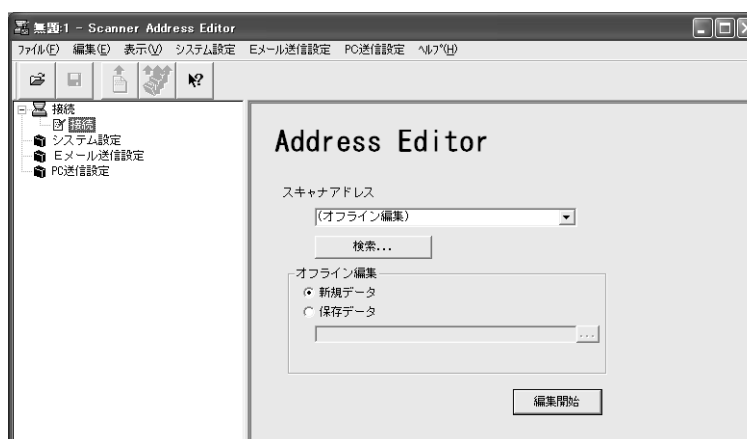 無題:1 - Scanner Address Editor
ファイル(F) 編集(E) 表示(V) システム設定 Eメール送信設定 PC送信設定 ヘルプ(H)
接続
接続
システム設定
Eメール送信設定
PC送信設定
Address Editor
スキャナアドレス
(オフライン編集)
検索...
オフライン編集
新規データ
保存データ
...
編集開始